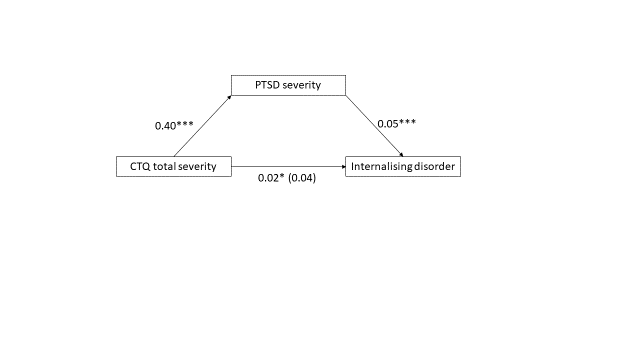 PTSD severity
0.40***
0.05***
CTQ total severity
Internalising disorder
0.02* (0.04)